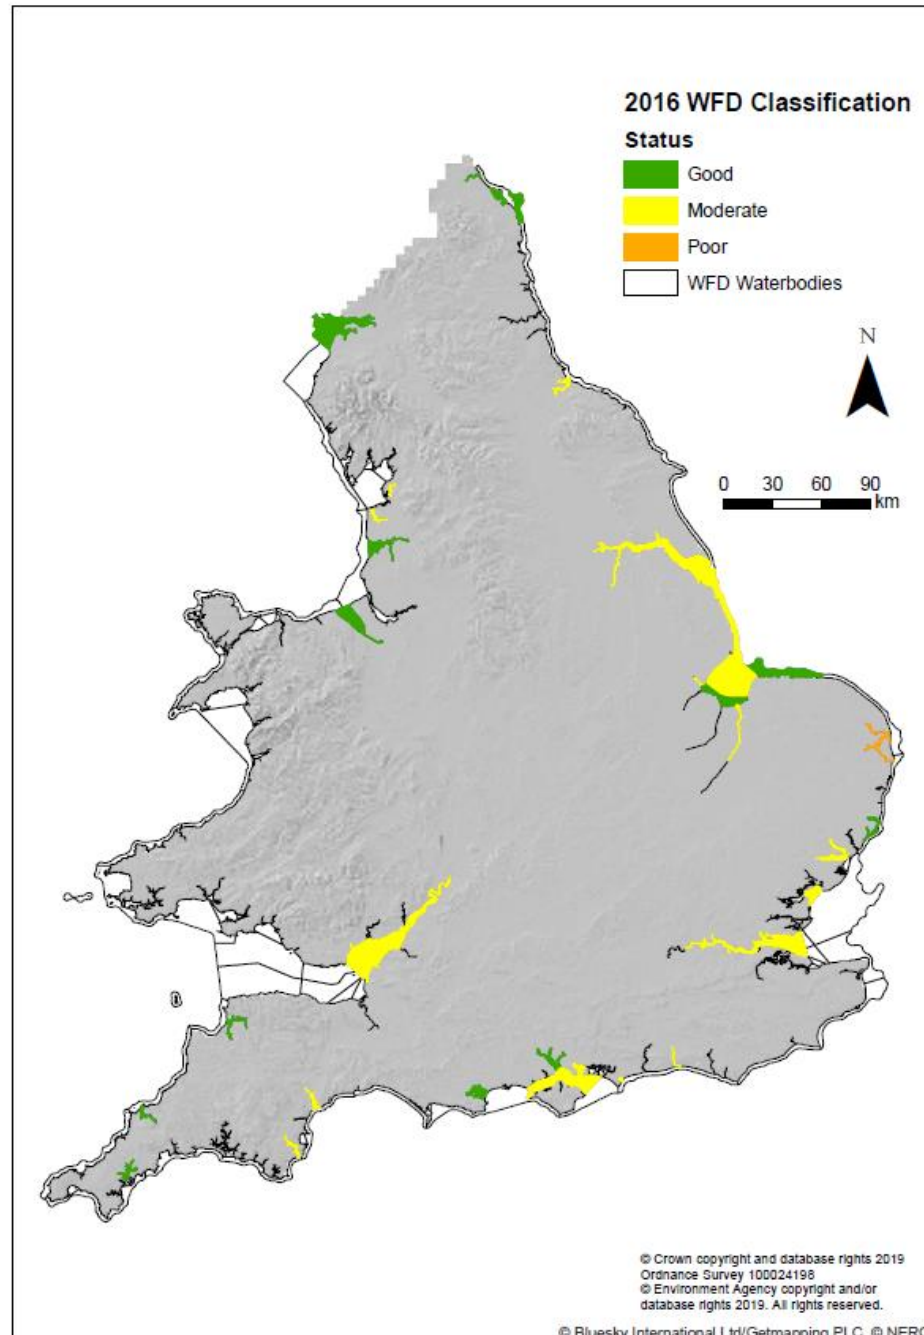 2016 WFD Classification
Status
Good
Moderate
Poor
WFD Waterbodies
N
0 30 60 90
km
© Crown copyright and database rights 2019
Ordnance Survey 100024198
© Environment Agency copyright and/or
database rights 2019. All rights reserved.
© Bluesky International Ltd/Getmapping PLC. © NERC